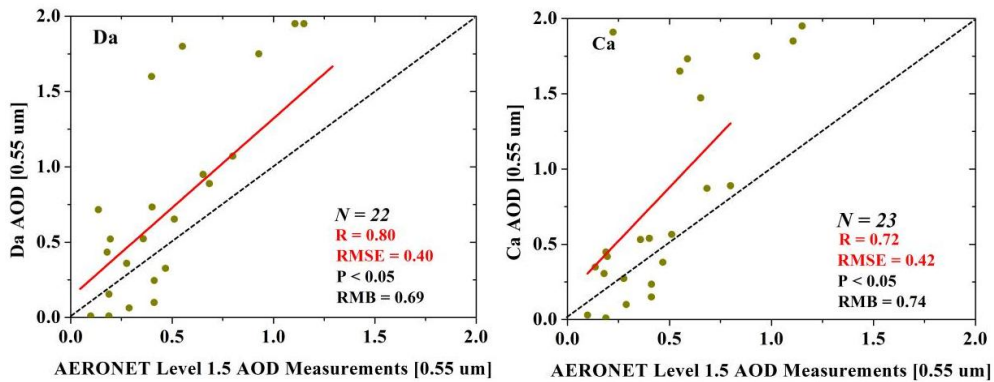 Da
2.0
1.5
1.0
0.5
0.0
Da AOD [0.55 um]
N = 22
R = 0.80
RMSE = 0.40
P < 0.05
RMB = 0.69
0.0 0.5 1.0 1.5 2.0
AERONET Level 1.5 AOD Measurements [0.55 um]
Ca
2.0
1.5
1.0
0.5
0.0
Ca AOD [0.55 um]
N = 23
R = 0.72
RMSE = 0.42
P < 0.05
RMB = 0.74
0.0 0.5 1.0 1.5 2.0
AERONET Level 1.5 AOD Measurements [0.55 um]